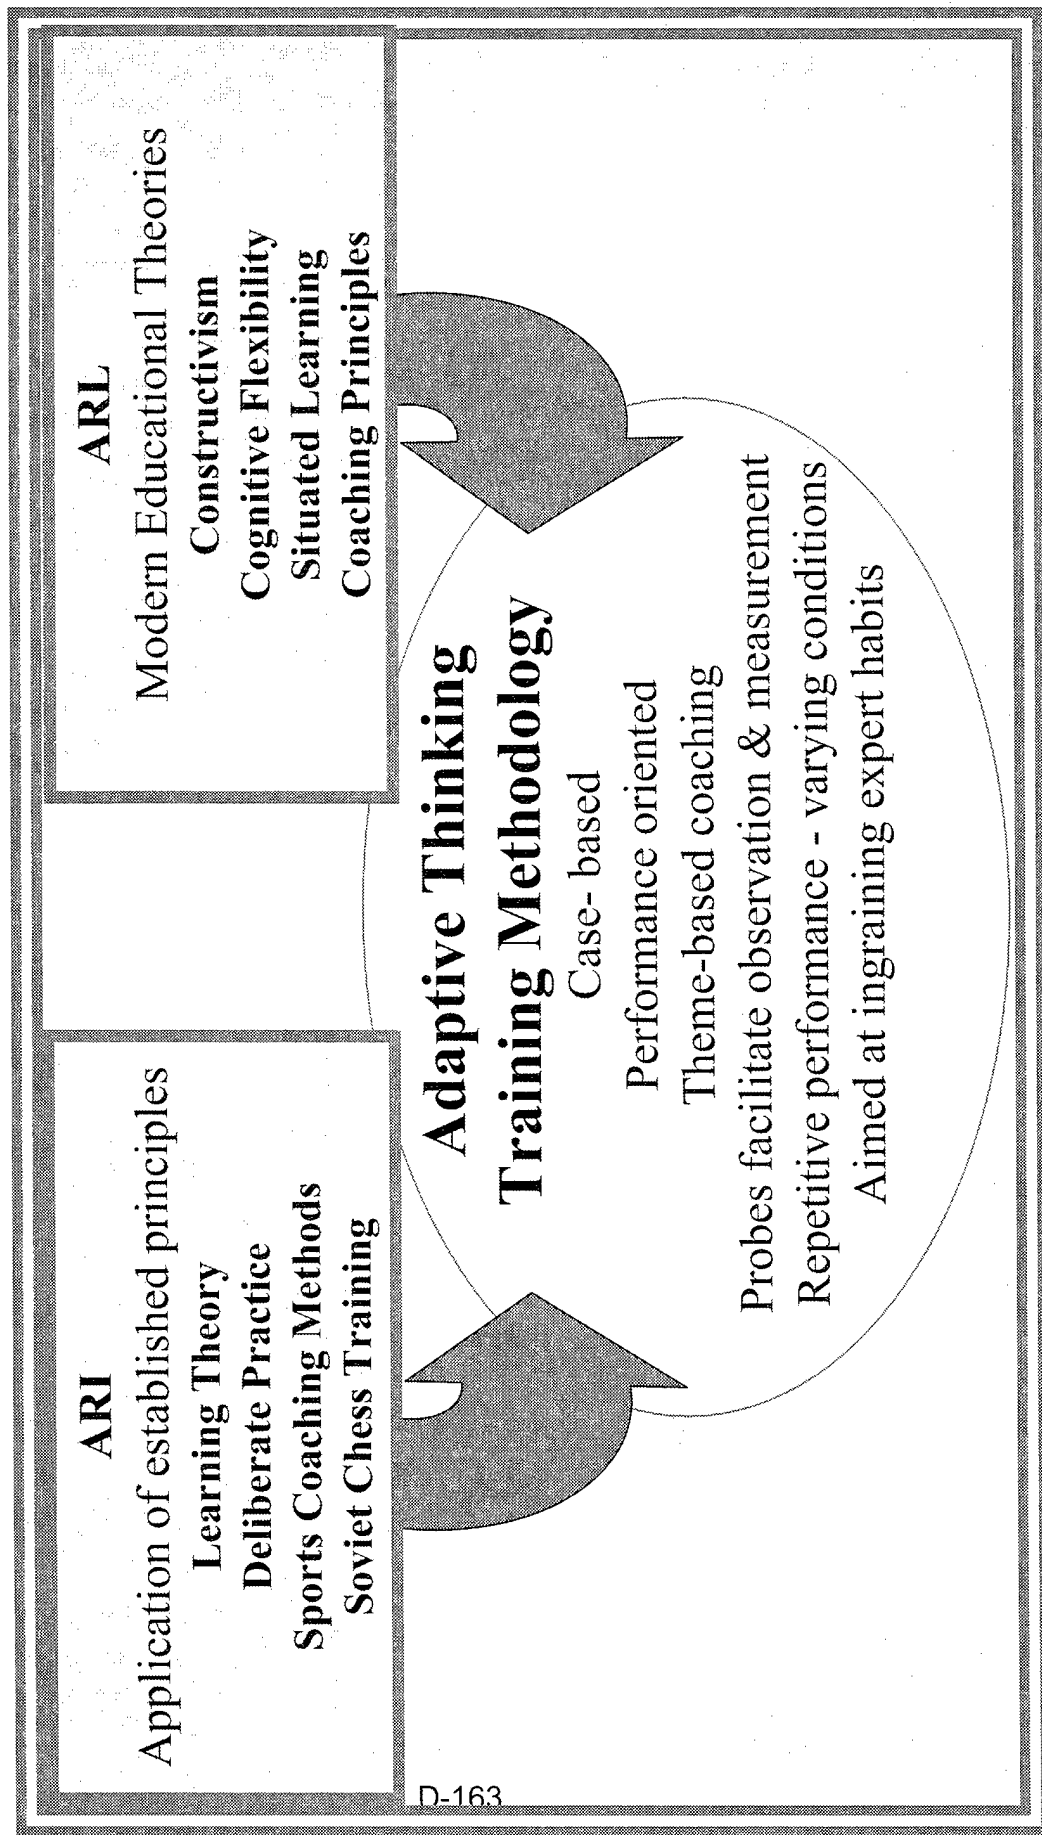 ARI
Application of established principles
Learning Theory
Deliberate Practice
Sports Coaching Methods
Soviet Chess Training
ARL
Modern Educational Theories
Constructivism
Cognitive Flexibility
Situated Learning
Coaching Principles
Adaptive Thinking
Training Methodology
Case- based
Performance oriented
Theme-based coaching
Probes facilitate observation & measurement
Repetitive performance - varying conditions
Aimed at ingraining expert habits
D-163